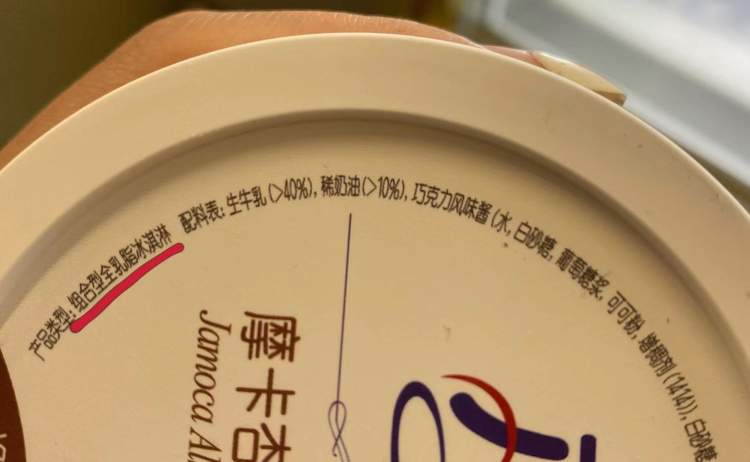 产品类型: 组合型全乳脂冰淇淋 配料表: 生牛乳 (>40%), 稀奶油 (>10%), 巧克力风味酱 (水, 白砂糖, 葡萄糖浆, 可可粉, 增稠剂 (1414)), 白砂糖
摩卡杏
Jamoca Al